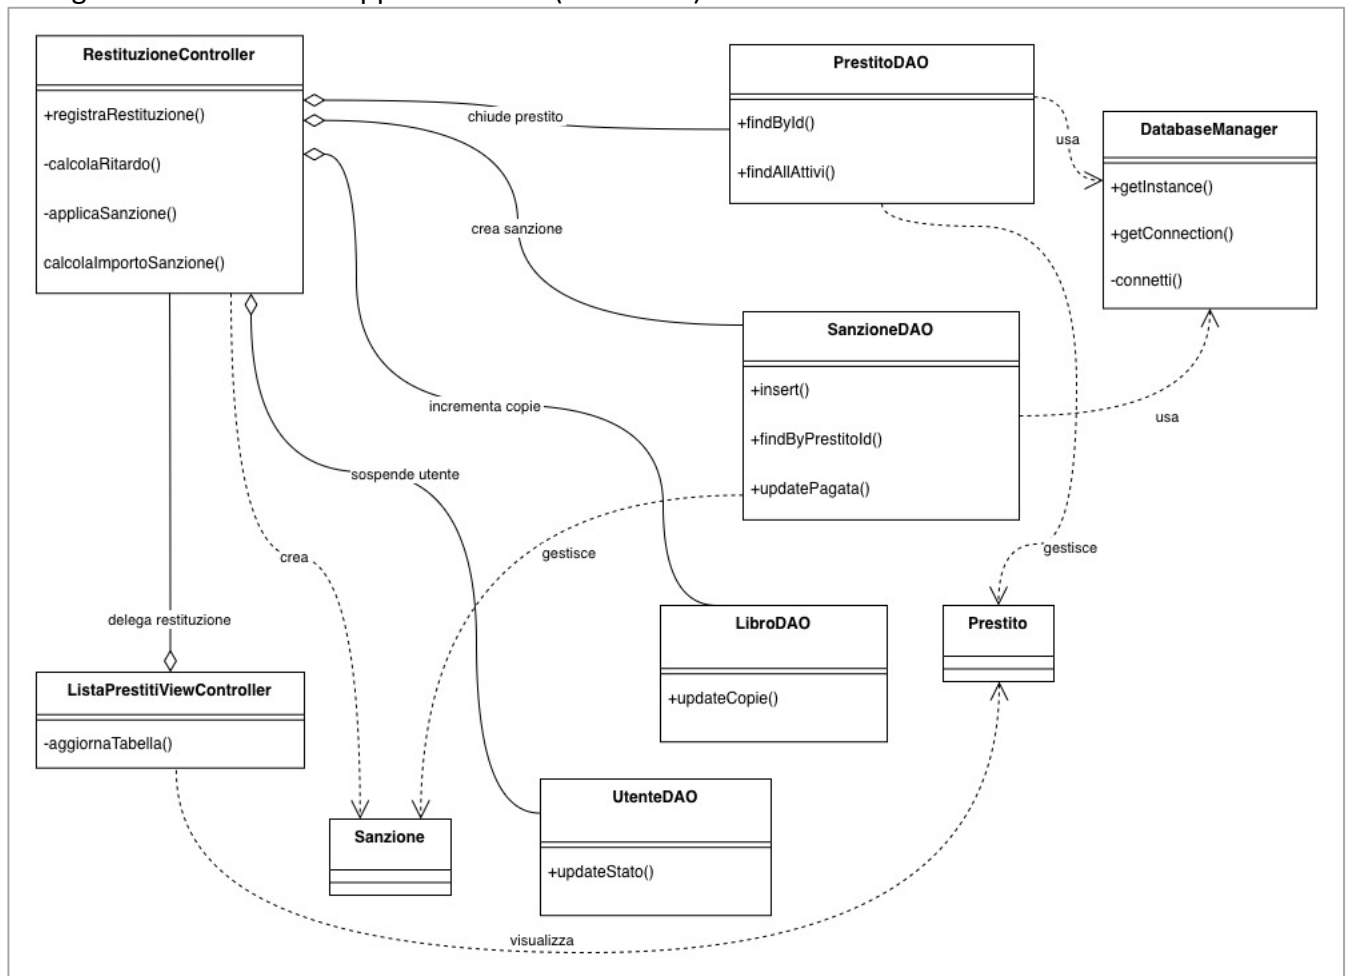 RestituzioneController
+registraRestituzione()
-calcolaRitardo()
-applicaSanzione()
calcolaImportoSanzione()
chiude prestito
crea sanzione
incrementa copie
sospende utente
crea
delega restituzione
PrestitoDAO
+findById()
+findAllAttivi()
usa
DatabaseManager
+getInstance()
+getConnection()
-connetti()
SanzioneDAO
+insert()
+findByPrestitoId()
+updatePagata()
usa
gestisce
gestisce
LibroDAO
+updateCopie()
Prestito
ListaPrestitiViewController
-aggiornaTabella()
Sanzione
UtenteDAO
+updateStato()
visualizza